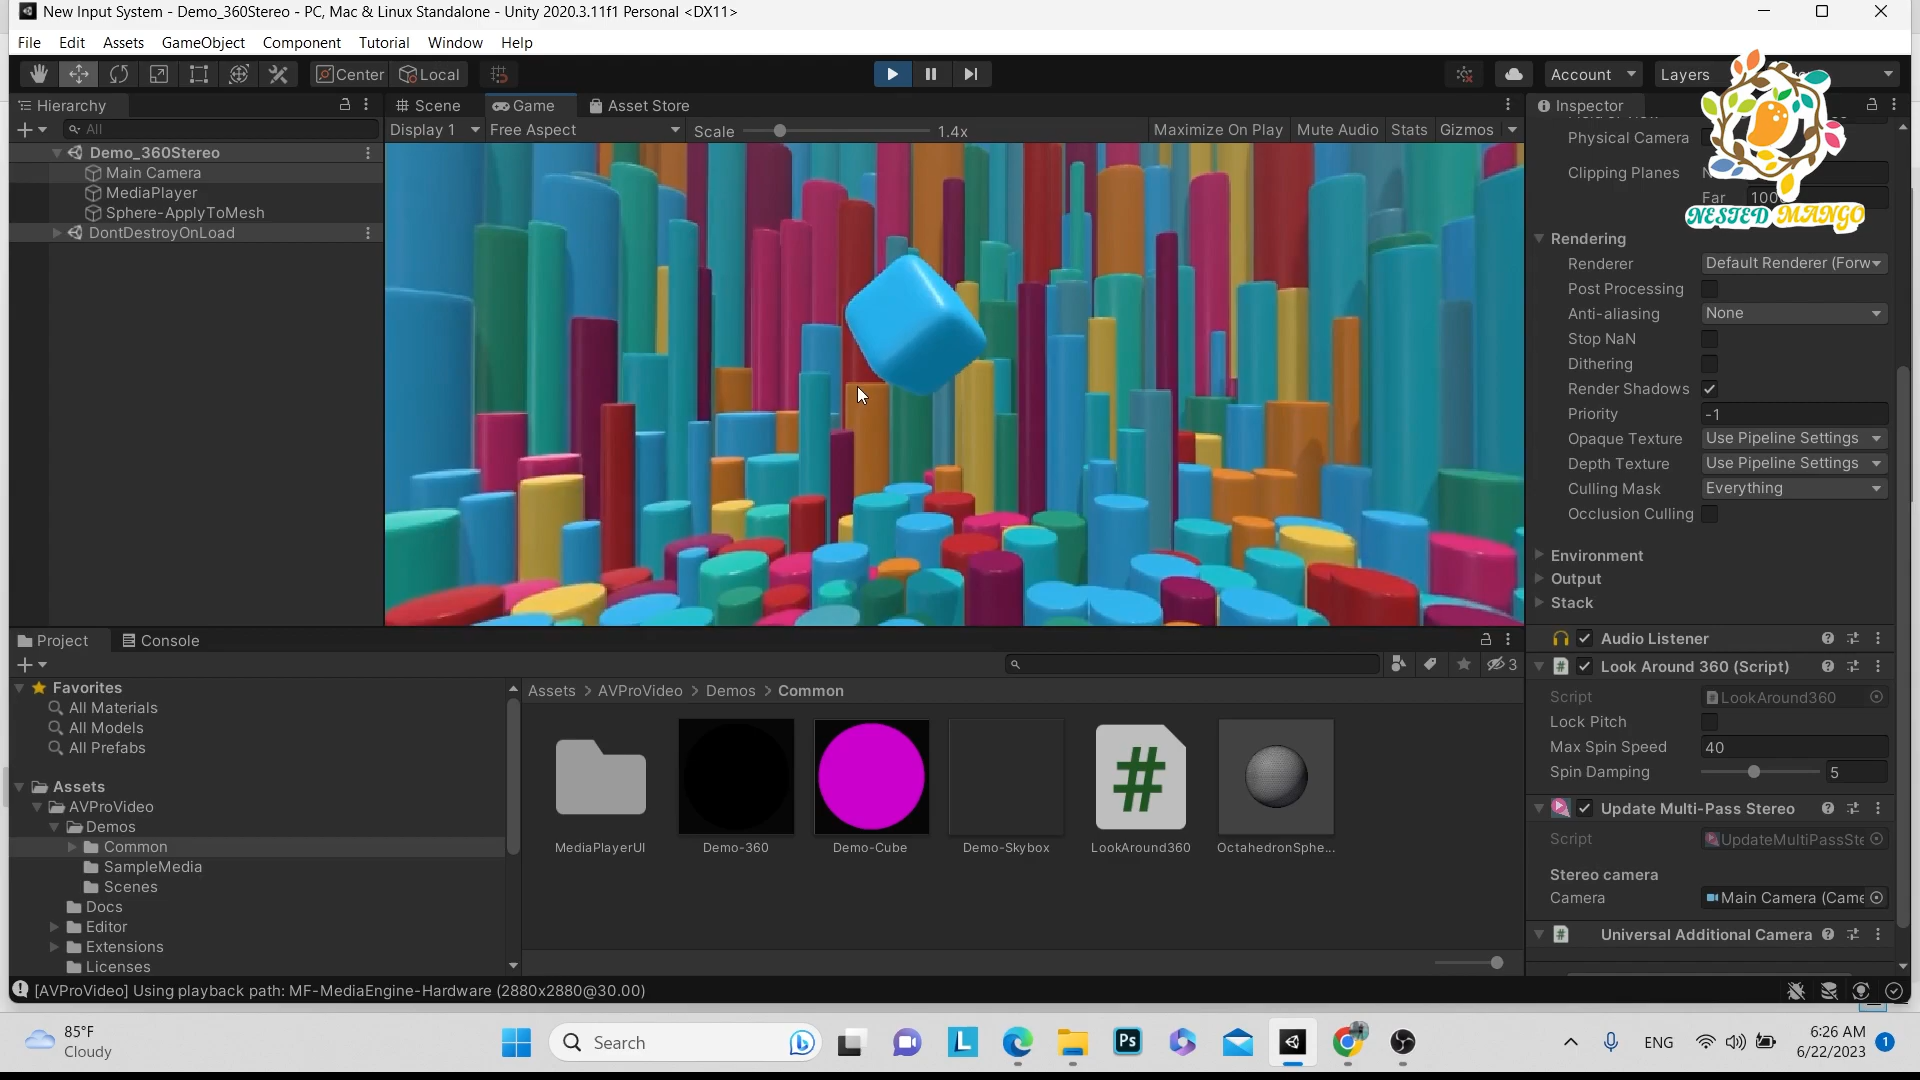 New Input System - Demo_360Stereo - PC, Mac & Linux Standalone - Unity 2020.3.11f1 Personal <DX11>
File Edit Assets GameObject Component Tutorial Window Help
Center Local Account Layers
Hierarchy Scene Game Asset Store Inspector
All Display 1 Free Aspect Scale 1.4x Maximize On Play Mute Audio Stats Gizmos
Demo_360Stereo
Main Camera
MediaPlayer
Sphere-ApplyToMesh
DontDestroyOnLoad
Physical Camera
Clipping Planes
Far 100
NESTED MANGO
Rendering
Renderer Default Renderer (Forw
Post Processing
Anti-aliasing None
Stop NaN
Dithering
Render Shadows
Priority -1
Opaque Texture Use Pipeline Settings
Depth Texture Use Pipeline Settings
Culling Mask Everything
Occlusion Culling
Environment
Output
Stack
Audio Listener
Look Around 360 (Script)
Script LookAround360
Lock Pitch
Max Spin Speed 40
Spin Damping 5
Update Multi-Pass Stereo
Script UpdateMultiPassSte
Stereo camera
Camera Main Camera (Came
Universal Additional Camera
Project Console
3
Favorites
All Materials
All Models
All Prefabs
Assets
AVProVideo
Demos
Common
SampleMedia
Scenes
Docs
Editor
Extensions
Licenses
Assets > AVProVideo > Demos > Common
MediaPlayerUI Demo-360 Demo-Cube Demo-Skybox LookAround360 OctahedronSphe...
[AVProVideo] Using playback path: MF-MediaEngine-Hardware (2880x2880@30.00)
85°F
Cloudy
Search
L
Ps
ENG
6:26 AM
6/22/2023
1